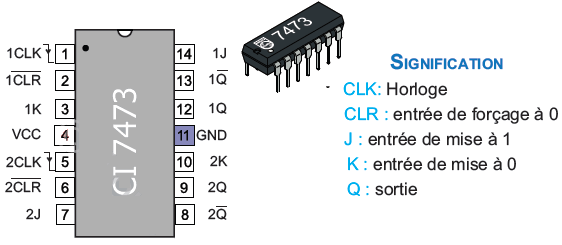 1CLK 1 14 1J
1C̅L̅R̅ 2 13 1Q̅
1K 3 12 1Q
VCC 4 11 GND
2CLK 5 10 2K
2C̅L̅R̅ 6 9 2Q
2J 7 8 2Q̅
CI 7473
7473
SIGNIFICATION
CLK: Horloge
CLR : entrée de forçage à 0
J : entrée de mise à 1
K : entrée de mise à 0
Q : sortie